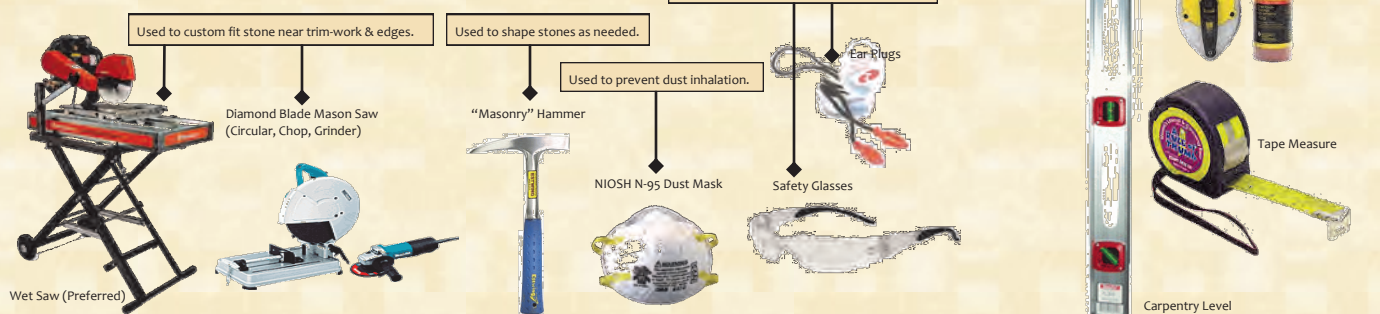 Used to custom fit stone near trim-work & edges.
Used to shape stones as needed.
Ear Plugs
Used to prevent dust inhalation.
Diamond Blade Mason Saw
(Circular, Chop, Grinder)
“Masonry” Hammer
Tape Measure
NIOSH N-95 Dust Mask
Safety Glasses
Wet Saw (Preferred)
Carpentry Level